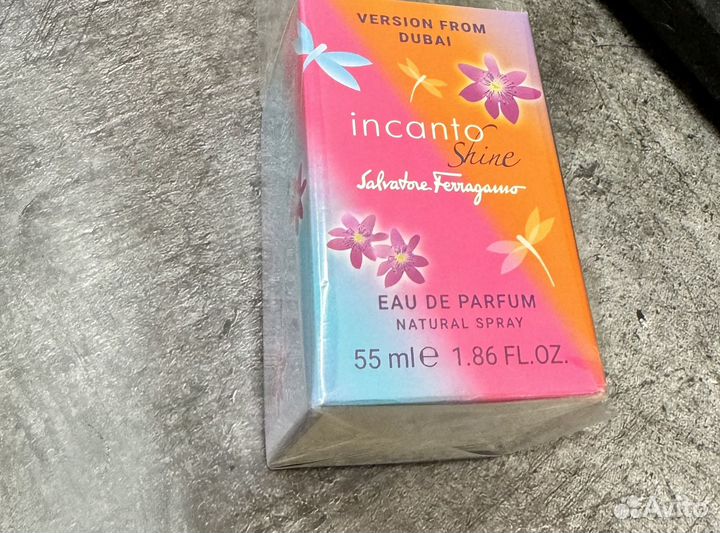 VERSION FROM
DUBAI
incanto
Shine
Salvatore Ferragamo
EAU DE PARFUM
NATURAL SPRAY
55 ml e 1.86 FL.OZ.
Avito